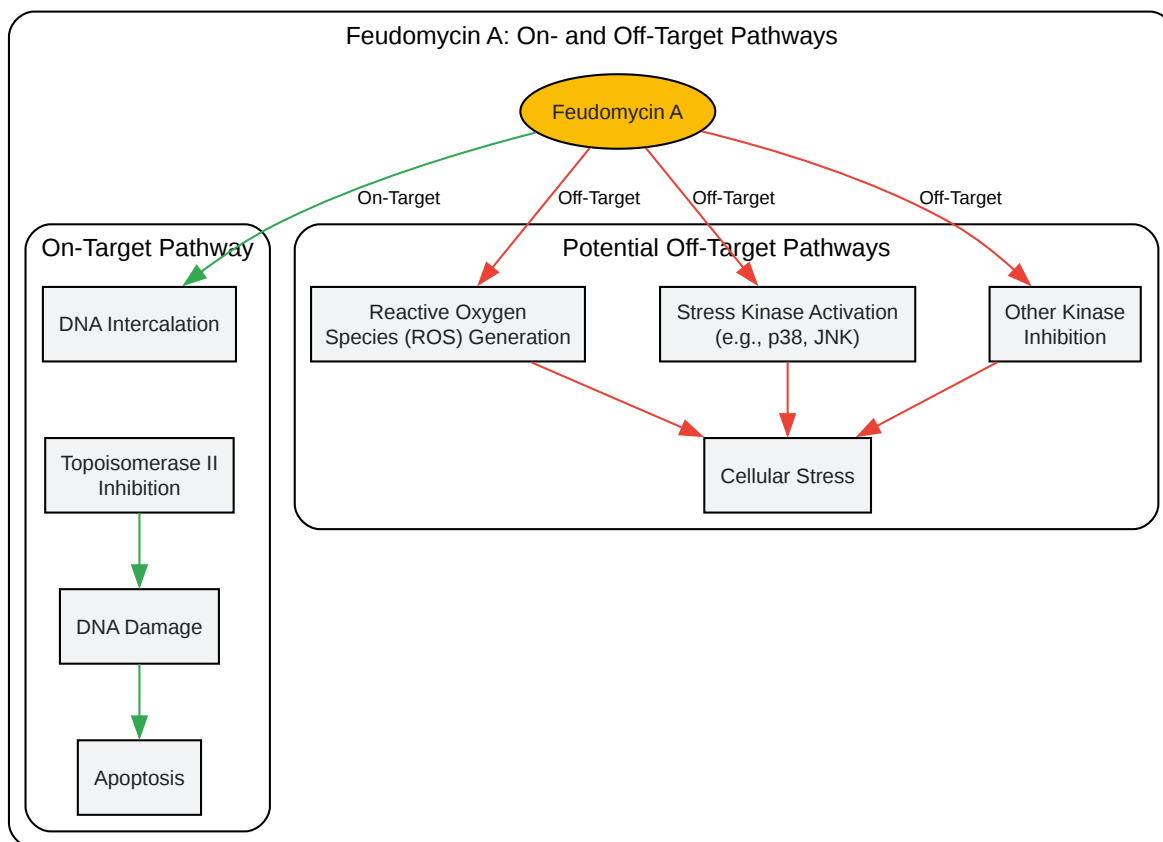 Feudomycin A: On- and Off-Target Pathways
Feudomycin A
On-Target
Off-Target
Off-Target
Off-Target
On-Target Pathway
DNA Intercalation
Topoisomerase II
Inhibition
DNA Damage
Apoptosis
Potential Off-Target Pathways
Reactive Oxygen
Species (ROS) Generation
Stress Kinase Activation
(e.g., p38, JNK)
Other Kinase
Inhibition
Cellular Stress